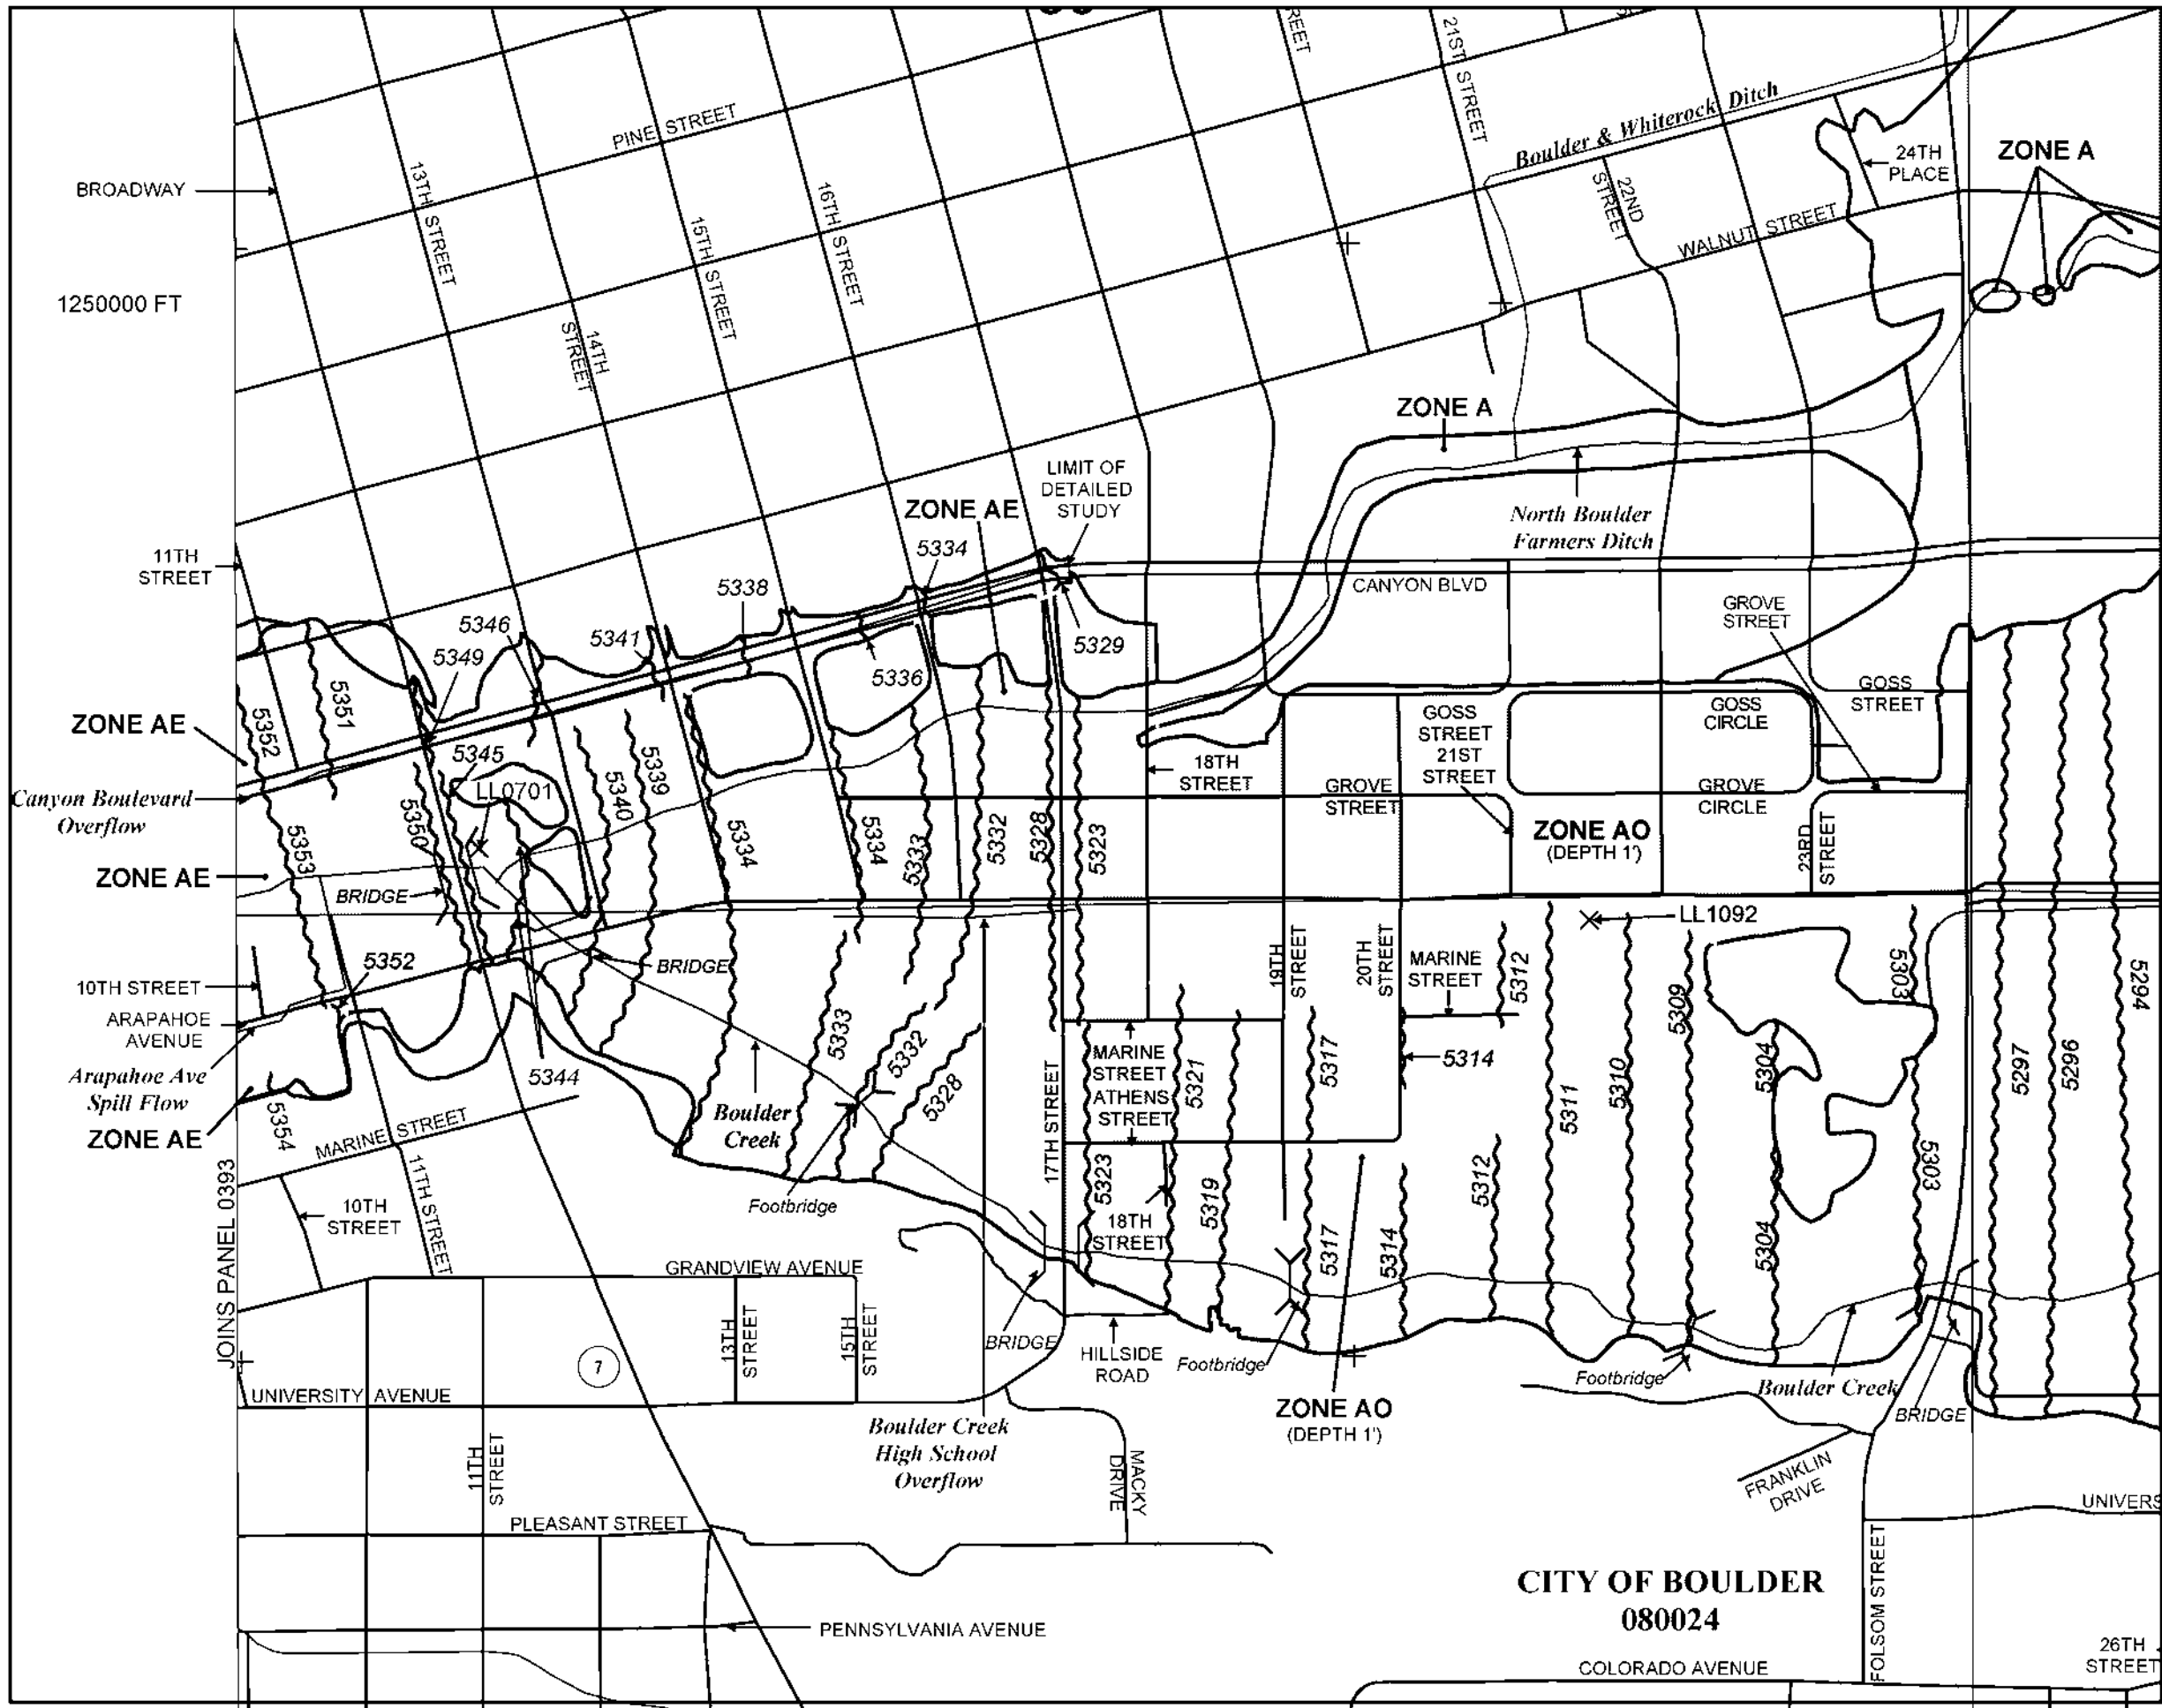 STREET
21ST STREET
PINE STREET
Boulder & Whiterock Ditch
24TH
PLACE
ZONE A
BROADWAY
13TH STREET
16TH STREET
15TH STREET
22ND
STREET
WALNUT STREET
1250000 FT
14TH
STREET
ZONE A
LIMIT OF
DETAILED
STUDY
ZONE AE
5334
North Boulder
Farmers Ditch
11TH
STREET
5338
CANYON BLVD
GROVE
STREET
5346
5341
5349
5336
5329
5352
5351
GOSS
STREET
GOSS
CIRCLE
GOSS
STREET
21ST
STREET
ZONE AE
5345
LL0701
5339
5340
18TH
STREET
GROVE
STREET
GROVE
CIRCLE
Canyon Boulevard
Overflow
5353
5350
5334
5334
5333
5332
5328
5323
ZONE AO
(DEPTH 1')
23RD
STREET
ZONE AE
BRIDGE
LL1092
5352
BRIDGE
19TH
STREET
20TH
STREET
MARINE
STREET
5312
5303
5294
10TH STREET
ARAPAHOE
AVENUE
5309
5333
5332
5317
5314
5304
5297
5296
MARINE
STREET
ATHENS
STREET
5321
Arapahoe Ave
Spill Flow
5344
5328
5310
5311
Boulder
Creek
17TH STREET
5354
ZONE AE
MARINE STREET
11TH STREET
5323
5319
5312
5303
JOINS PANEL 0393
10TH
STREET
Footbridge
18TH
STREET
5317
5314
5304
GRANDVIEW AVENUE
13TH
STREET
15TH
STREET
BRIDGE
HILLSIDE
ROAD
Footbridge
Footbridge
Boulder Creek
BRIDGE
7
UNIVERSITY AVENUE
ZONE AO
(DEPTH 1')
Boulder Creek
High School
Overflow
11TH
STREET
MACKY
DRIVE
FRANKLIN
DRIVE
UNIVERS
PLEASANT STREET
FOLSOM STREET
CITY OF BOULDER
080024
PENNSYLVANIA AVENUE
COLORADO AVENUE
26TH
STREET